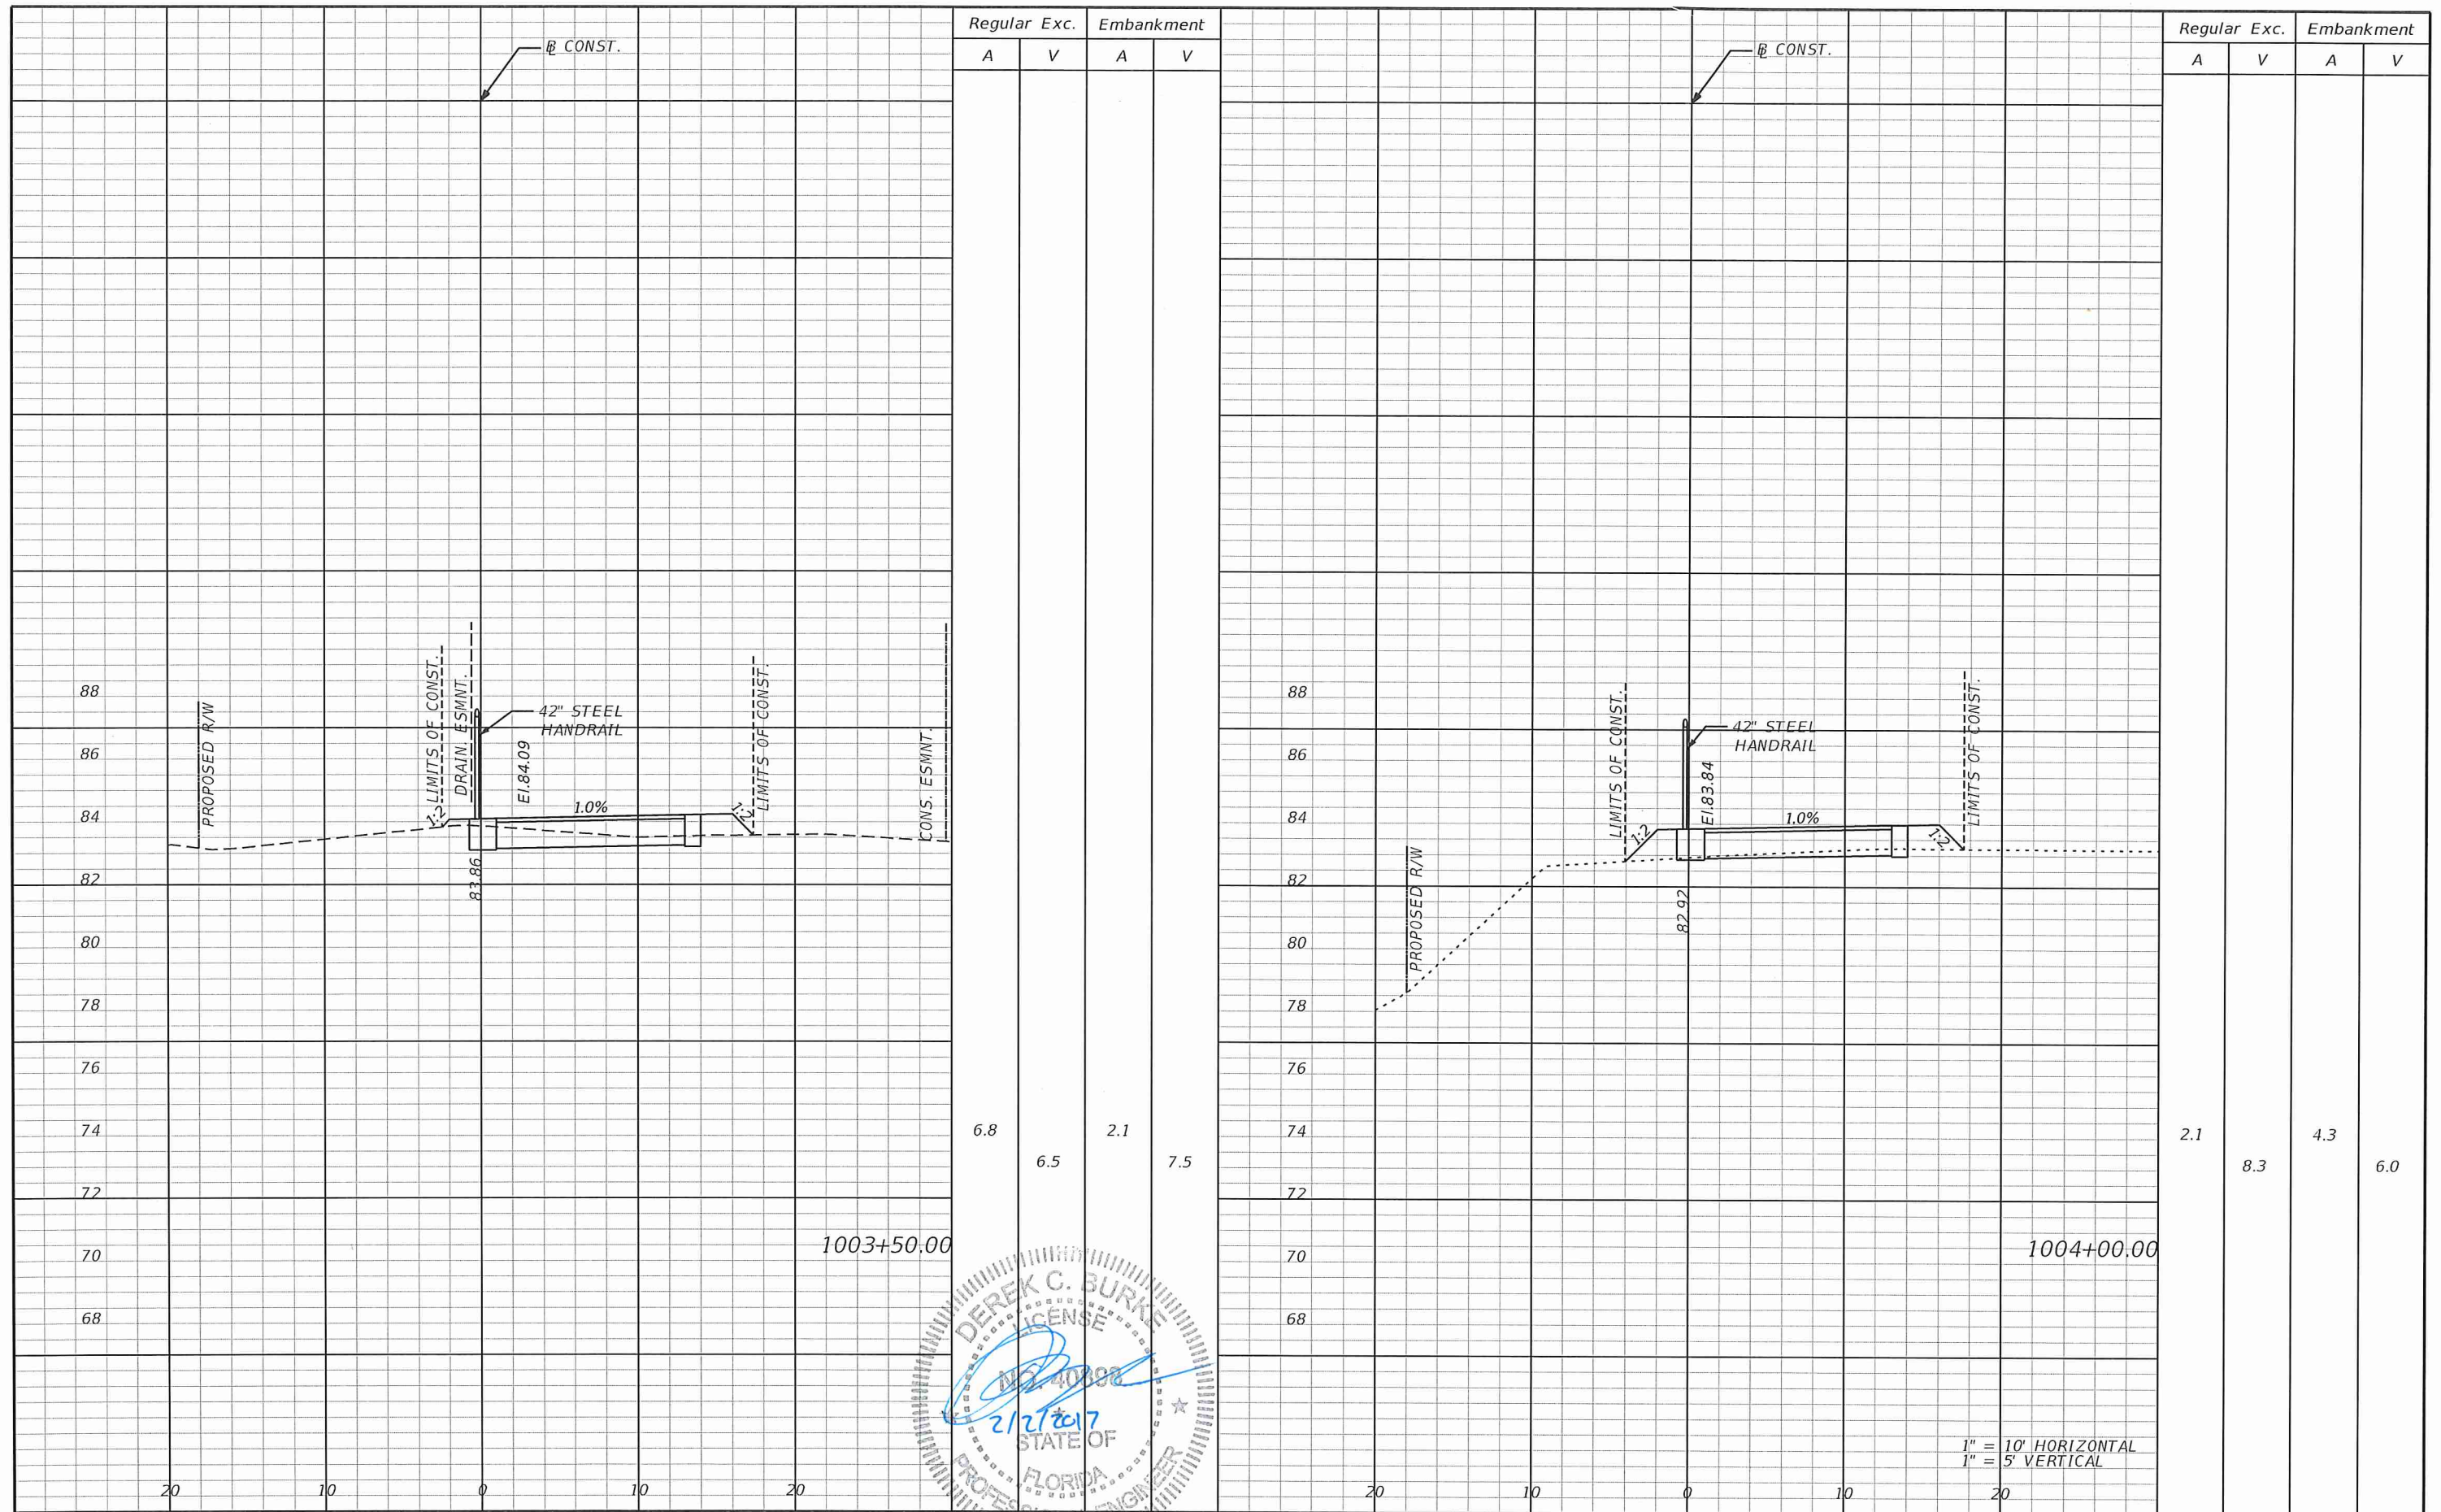 Regular Exc. Embankment
A V A V
℄ CONST.
88
86
84
82
80
78
76
74
72
70
68
PROPOSED R/W
LIMITS OF CONST.
DRAIN. ESMNT.
42" STEEL
HANDRAIL
El.84.09
1:2
1.0%
1:2
LIMITS OF CONST.
CONS. ESMNT.
83.86
6.8 2.1
6.5 7.5
1003+50.00
20 10 0 10 20
DEREK C. BURKE
LICENSE
2/2/2017
STATE OF
FLORIDA
PROFESSIONAL ENGINEER
Regular Exc. Embankment
A V A V
℄ CONST.
88
86
84
82
80
78
76
74
72
70
68
PROPOSED R/W
LIMITS OF CONST.
42" STEEL
HANDRAIL
El.83.84
1:2
1.0%
1:2
LIMITS OF CONST.
82.92
2.1 4.3
8.3 6.0
1004+00.00
1" = 10' HORIZONTAL
1" = 5' VERTICAL
20 10 0 10 20